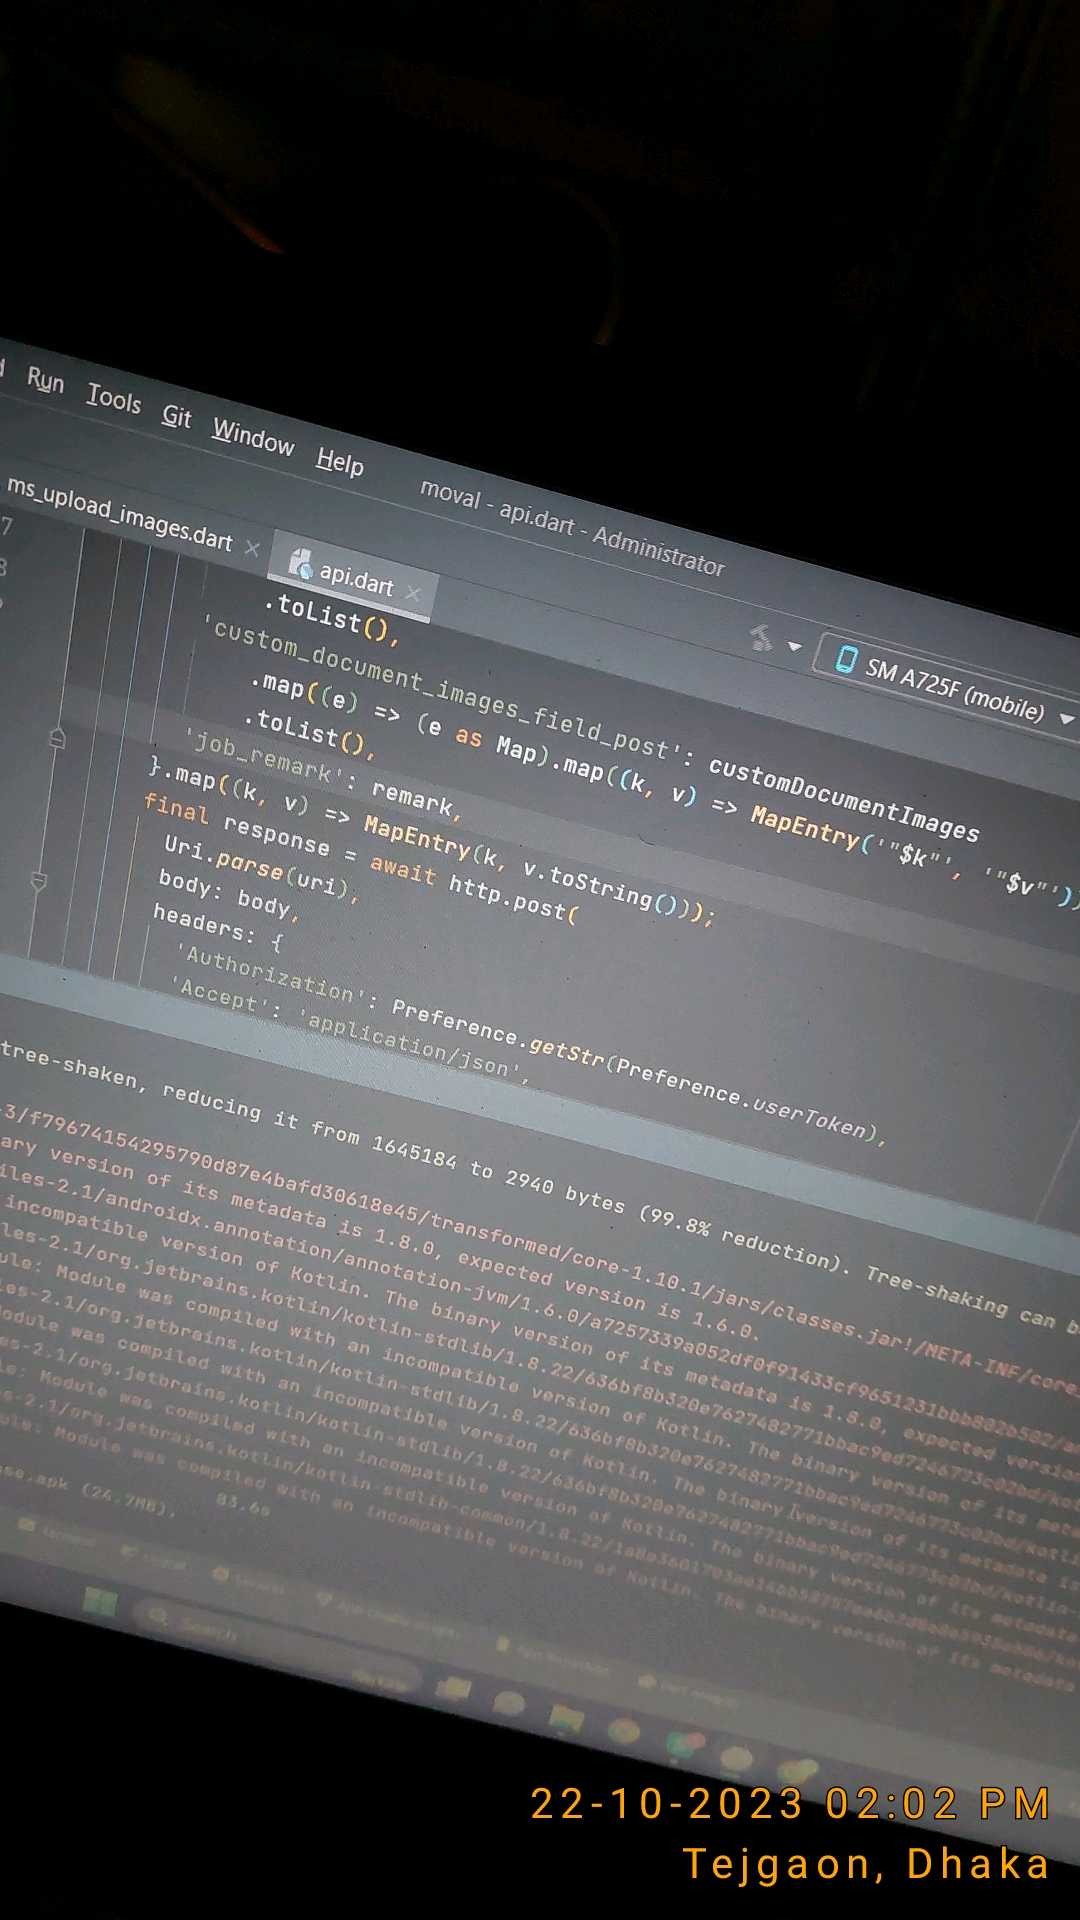 Run Tools Git Window Help
moval - api.dart - Administrator
ms_upload_images.dart
api.dart
SM A725F (mobile)
7
8
.toList(),
'custom_document_images_field_post': customDocumentImages
.map((e) => (e as Map).map((k, v) => MapEntry('"$k"', '"$v"'))
.toList(),
'job_remark': remark,
}.map((k, v) => MapEntry(k, v.toString()));
final response = await http.post(
Uri.parse(uri),
body: body,
headers: {
'Authorization': Preference.getStr(Preference.userToken),
'Accept': 'application/json',
tree-shaken, reducing it from 1645184 to 2940 bytes (99.8% reduction). Tree-shaking can b
-3/f79674154295790d87e4bafd30618e45/transformed/core-1.10.1/jars/classes.jar!/META-INF/core
ary version of its metadata is 1.8.0, expected version is 1.6.0.
iles-2.1/androidx.annotation/annotation-jvm/1.6.0/a7257339a052df0f91433cf9651231bbb802b502/a
incompatible version of Kotlin. The binary version of its metadata is 1.8.0, expected version
les-2.1/org.jetbrains.kotlin/kotlin-stdlib/1.8.22/636bf8b320e7627482771bbac9ed7246773c02bd/kot
ule: Module was compiled with an incompatible version of Kotlin. The binary version of its meta
les-2.1/org.jetbrains.kotlin/kotlin-stdlib/1.8.22/636bf8b320e7627482771bbac9ed7246773c02bd/kotli
Module was compiled with an incompatible version of Kotlin. The binary version of its metadata is
es-2.1/org.jetbrains.kotlin/kotlin-stdlib/1.8.22/636bf8b320e7627482771bbac9ed7246773c02bd/kotlin-
le: Module was compiled with an incompatible version of Kotlin. The binary version of its metadata
s-2.1/org.jetbrains.kotlin/kotlin-stdlib-common/1.8.22/
ule: Module was compiled with an incompatible version of Kotlin. The binary version of its metadata
se.apk (24.7MB), 83.6s
Search
22-10-2023 02:02 PM
Tejgaon, Dhaka